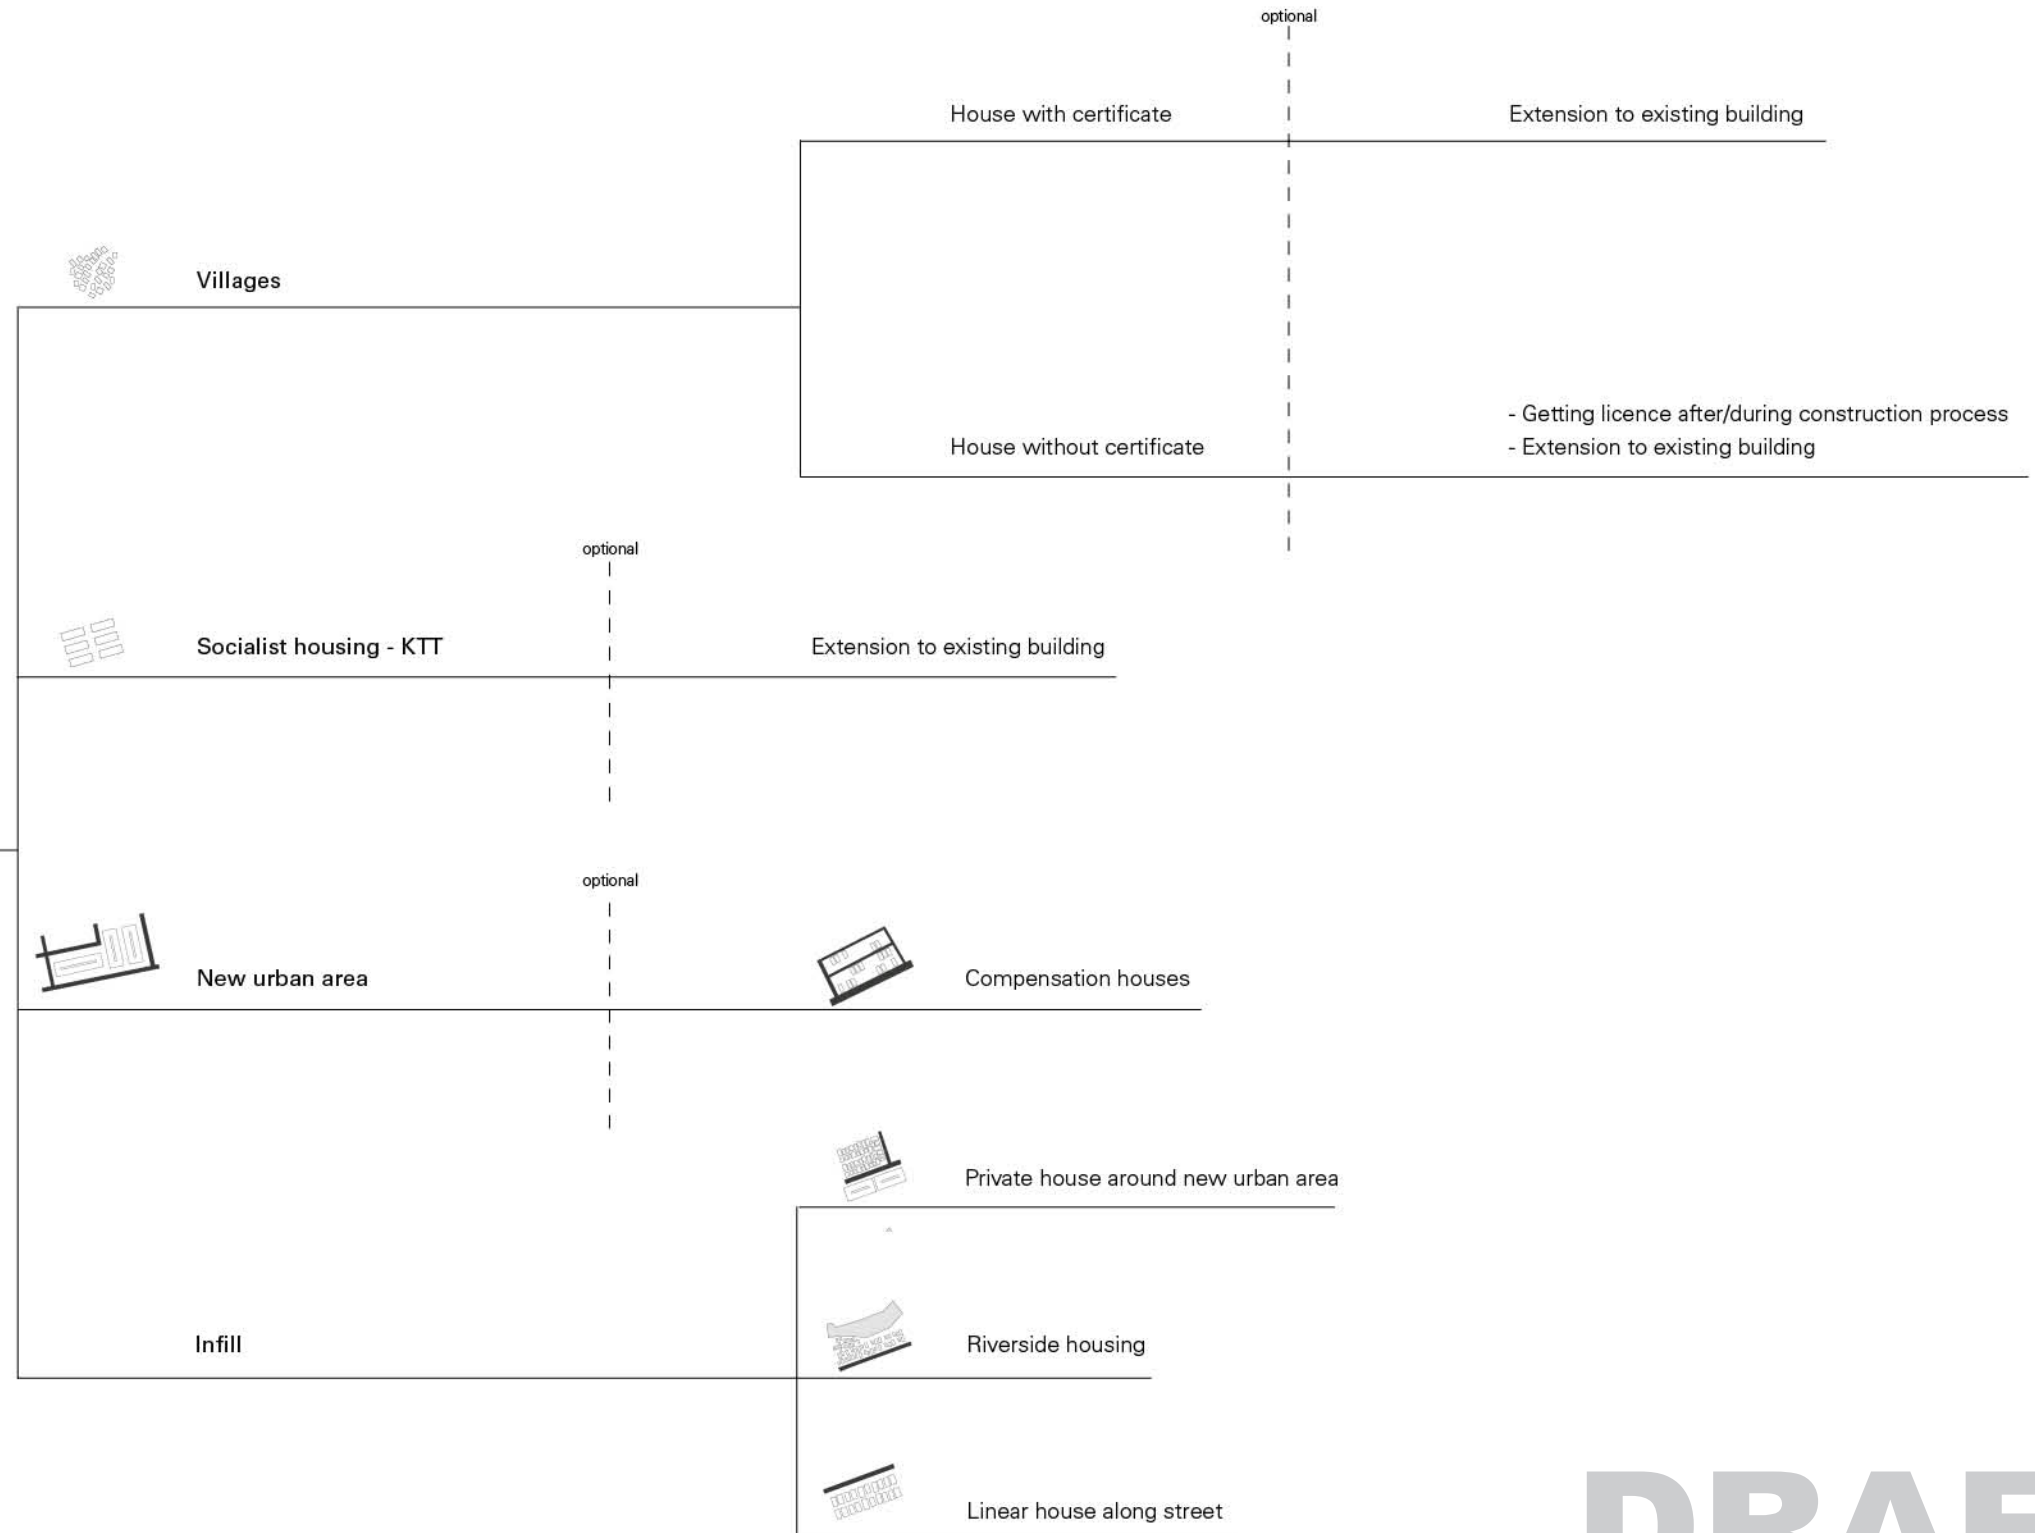 optional
House with certificate
Extension to existing building
Villages
- Getting licence after/during construction process
House without certificate
- Extension to existing building
optional
Socialist housing - KTT
Extension to existing building
optional
New urban area
Compensation houses
Private house around new urban area
Infill
Riverside housing
Linear house along street